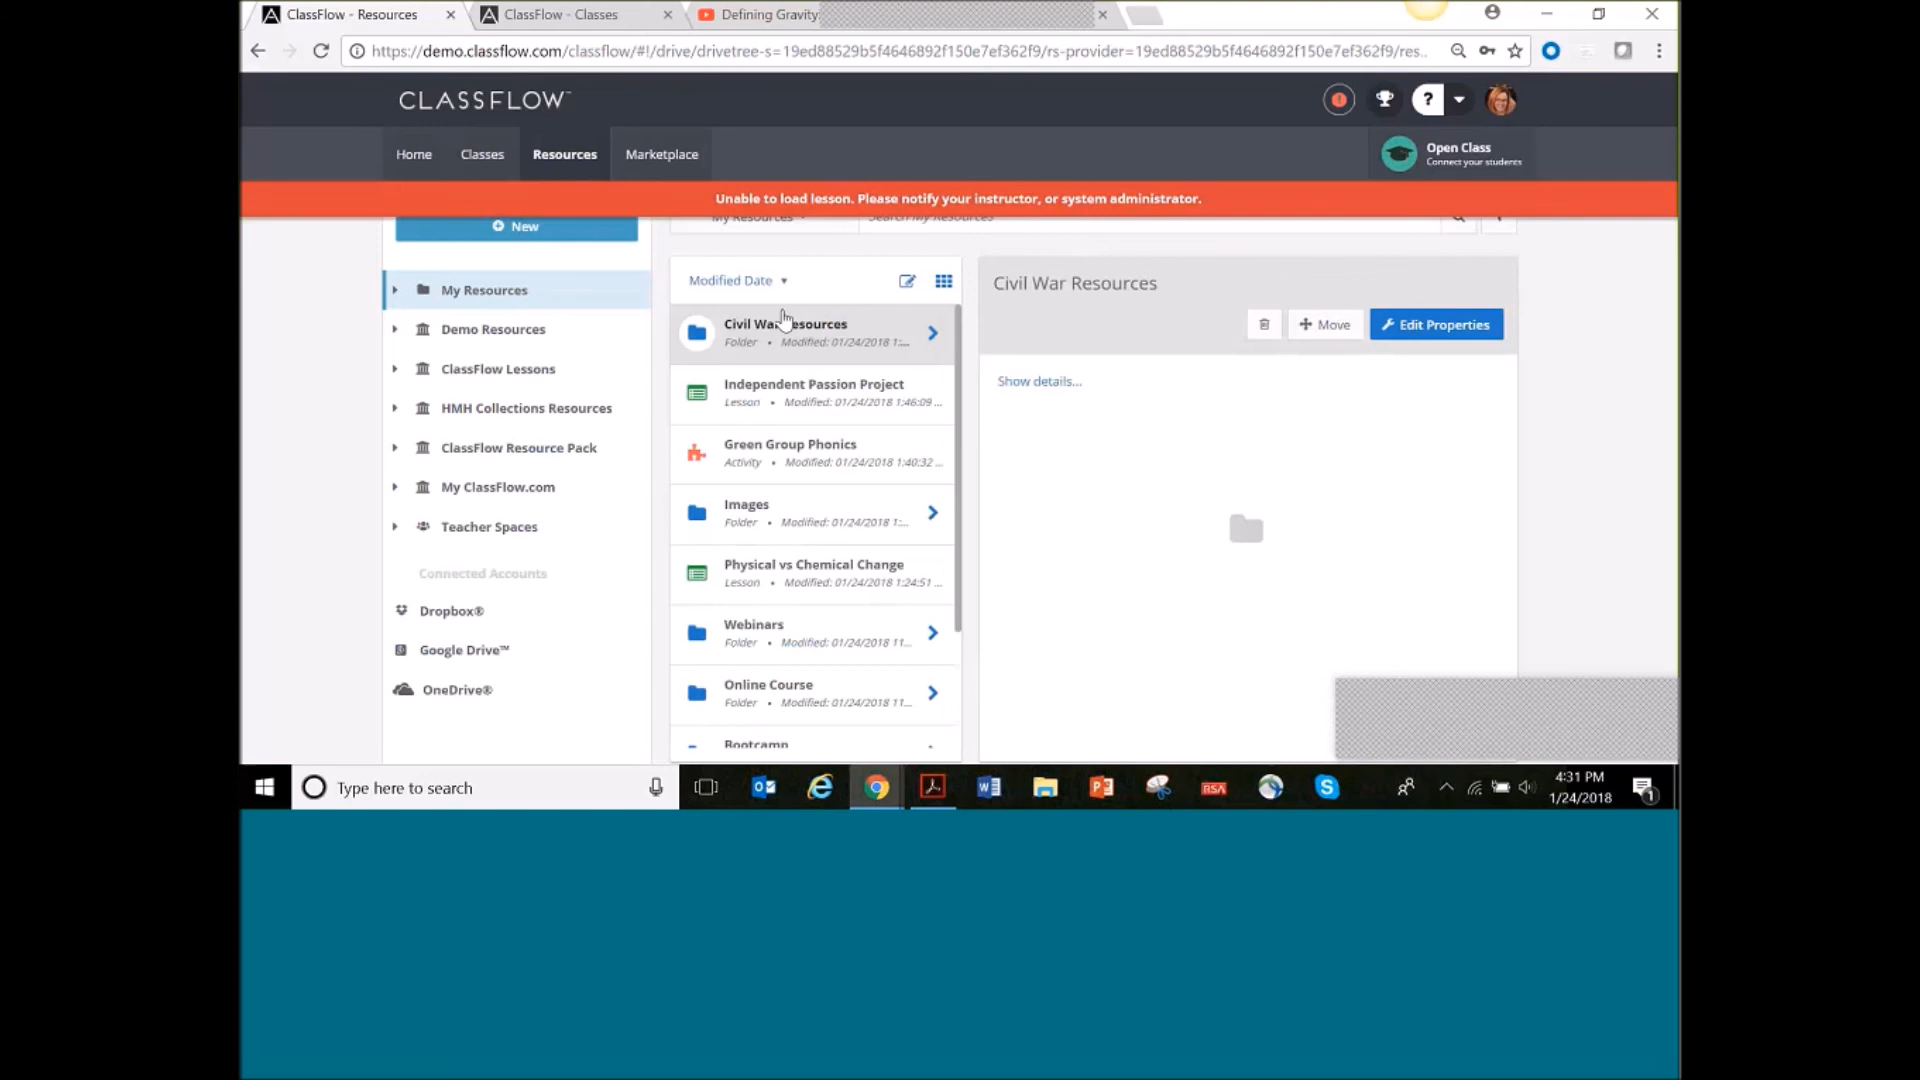 ClassFlow - Resources
ClassFlow - Classes
Defining Gravity:
https://demo.classflow.com/classflow/#!/drive/drivetree-s=19ed88529b5f4646892f150e7ef362f9/rs-provider=19ed88529b5f4646892f150e7ef362f9/res..
CLASSFLOW
?
Home
Classes
Resources
Marketplace
Open Class
Connect your students
Unable to load lesson. Please notify your instructor, or system administrator.
My Resources
Search My Resources
New
My Resources
Demo Resources
ClassFlow Lessons
HMH Collections Resources
ClassFlow Resource Pack
My ClassFlow.com
Teacher Spaces
Connected Accounts
Dropbox®
Google Drive™
OneDrive®
Modified Date
Civil War Resources
Folder • Modified: 01/24/2018 1:...
Independent Passion Project
Lesson • Modified: 01/24/2018 1:46:09 ...
Green Group Phonics
Activity • Modified: 01/24/2018 1:40:32 ...
Images
Folder • Modified: 01/24/2018 1:...
Physical vs Chemical Change
Lesson • Modified: 01/24/2018 1:24:51 ...
Webinars
Folder • Modified: 01/24/2018 11...
Online Course
Folder • Modified: 01/24/2018 11...
Bootcamp
Civil War Resources
Move
Edit Properties
Show details...
Type here to search
RSA
4:31 PM
1/24/2018
1